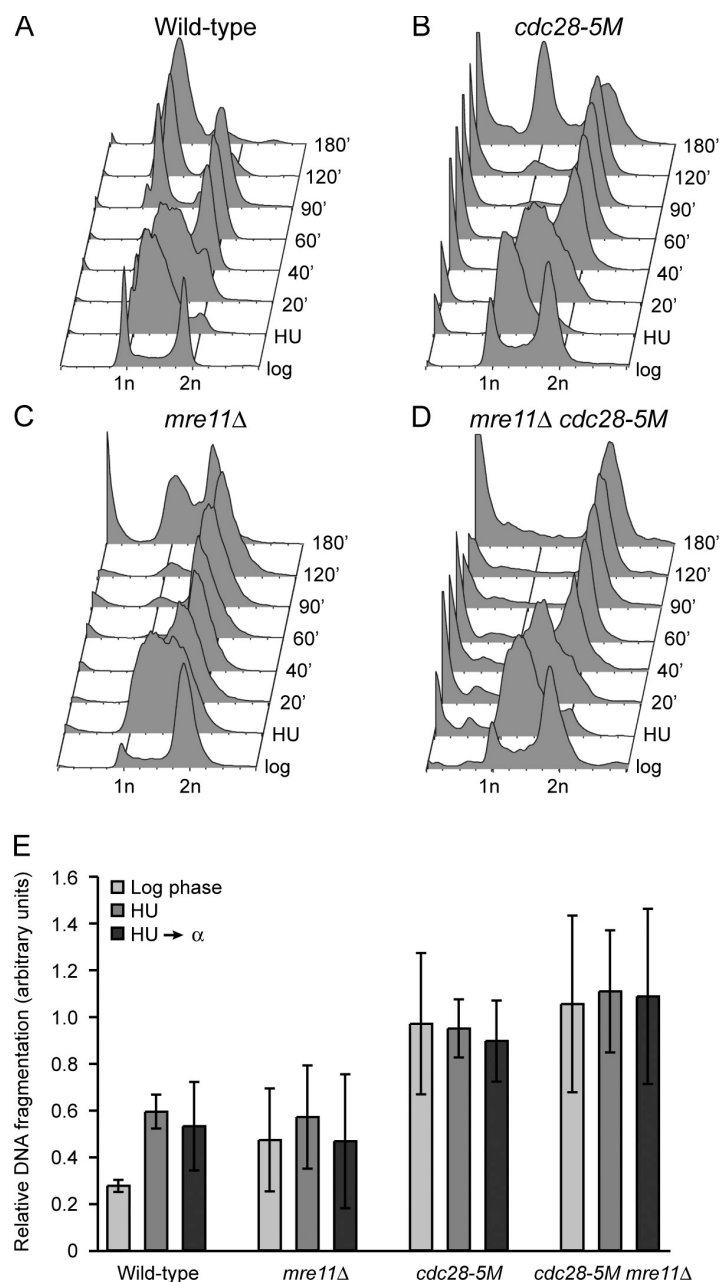 A
Wild-type
180'
120'
90'
60'
40'
20'
HU
log
1n 2n
B
cdc28-5M
180'
120'
90'
60'
40'
20'
HU
log
1n 2n
C
mre11Δ
180'
120'
90'
60'
40'
20'
HU
log
1n 2n
D
mre11Δ cdc28-5M
180'
120'
90'
60'
40'
20'
HU
log
1n 2n
E
Relative DNA fragmentation (arbitrary units)
1.6
1.4
1.2
1.0
0.8
0.6
0.4
0.2
0
Log phase
HU
HU → α
Wild-type mre11Δ cdc28-5M cdc28-5M mre11Δ